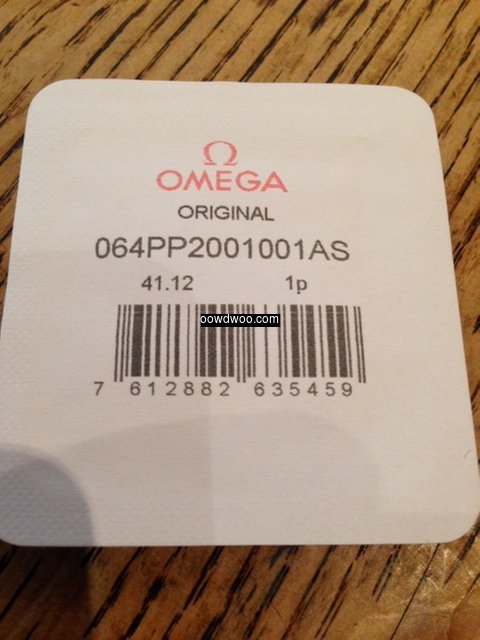 Ω
OMEGA
ORIGINAL
064PP2001001AS
41.12 1p
oowdwoo.com
7 612882 635459